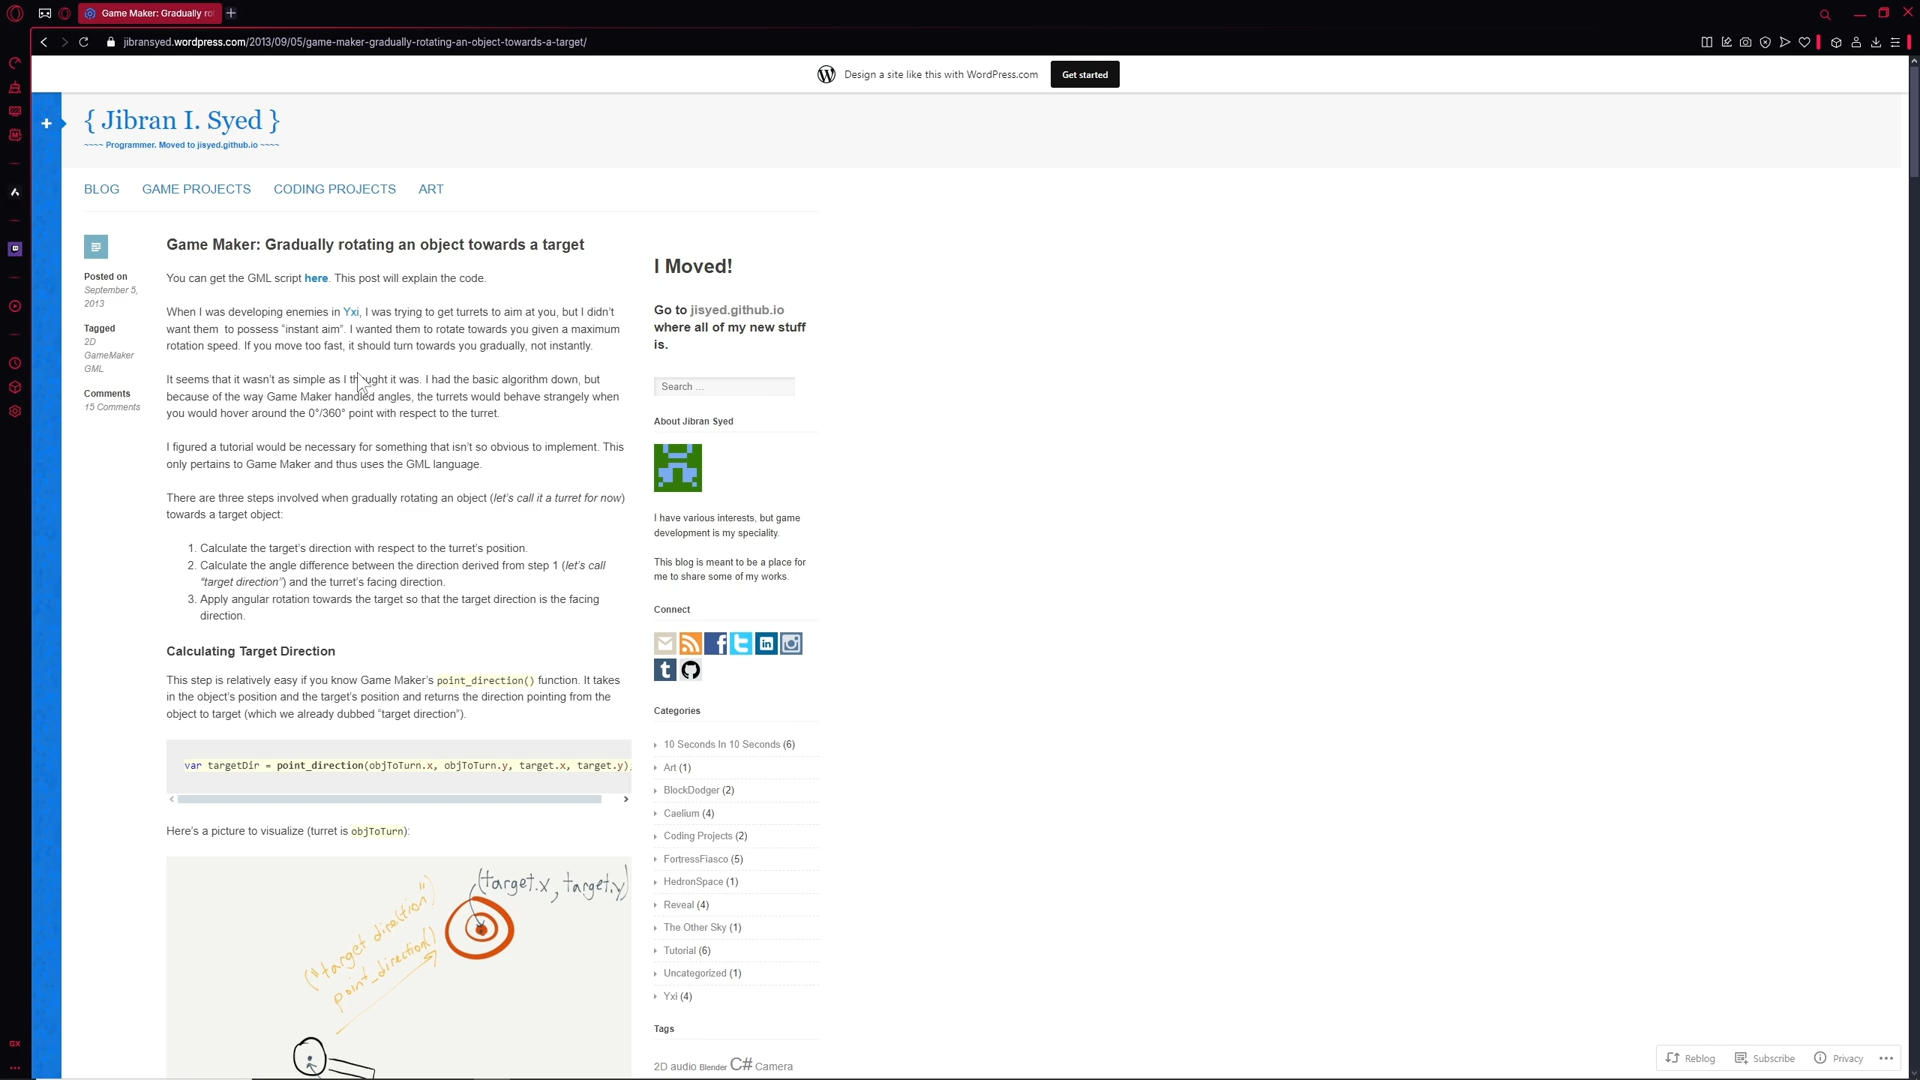 Game Maker: Gradually ro
jibransyed.wordpress.com/2013/09/05/game-maker-gradually-rotating-an-object-towards-a-target/
Design a site like this with WordPress.com
Get started
{ Jibran I. Syed }
~~~~ Programmer. Moved to jisyed.github.io ~~~~
BLOG GAME PROJECTS CODING PROJECTS ART
Posted on
September 5,
2013
Tagged
2D
GameMaker
GML
Comments
15 Comments
Game Maker: Gradually rotating an object towards a target
You can get the GML script here. This post will explain the code.
When I was developing enemies in Yxi, I was trying to get turrets to aim at you, but I didn't
want them to possess “instant aim”. I wanted them to rotate towards you given a maximum
rotation speed. If you move too fast, it should turn towards you gradually, not instantly.
It seems that it wasn't as simple as I thought it was. I had the basic algorithm down, but
because of the way Game Maker handled angles, the turrets would behave strangely when
you would hover around the 0°/360° point with respect to the turret.
I figured a tutorial would be necessary for something that isn't so obvious to implement. This
only pertains to Game Maker and thus uses the GML language.
There are three steps involved when gradually rotating an object (let's call it a turret for now)
towards a target object:
1. Calculate the target's direction with respect to the turret's position.
2. Calculate the angle difference between the direction derived from step 1 (let's call
“target direction”) and the turret's facing direction.
3. Apply angular rotation towards the target so that the target direction is the facing
direction.
Calculating Target Direction
This step is relatively easy if you know Game Maker's point_direction() function. It takes
in the object's position and the target's position and returns the direction pointing from the
object to target (which we already dubbed “target direction”).
var targetDir = point_direction(objToTurn.x, objToTurn.y, target.x, target.y);
Here's a picture to visualize (turret is objToTurn):
(target.x, target.y)
("target direction"
point_direction()
I Moved!
Go to jisyed.github.io
where all of my new stuff
is.
Search …
About Jibran Syed
I have various interests, but game
development is my speciality.
This blog is meant to be a place for
me to share some of my works.
Connect
Categories
10 Seconds In 10 Seconds (6)
Art (1)
BlockDodger (2)
Caelium (4)
Coding Projects (2)
FortressFiasco (5)
HedronSpace (1)
Reveal (4)
The Other Sky (1)
Tutorial (6)
Uncategorized (1)
Yxi (4)
Tags
2D audio Blender C# Camera
Reblog Subscribe Privacy
GX